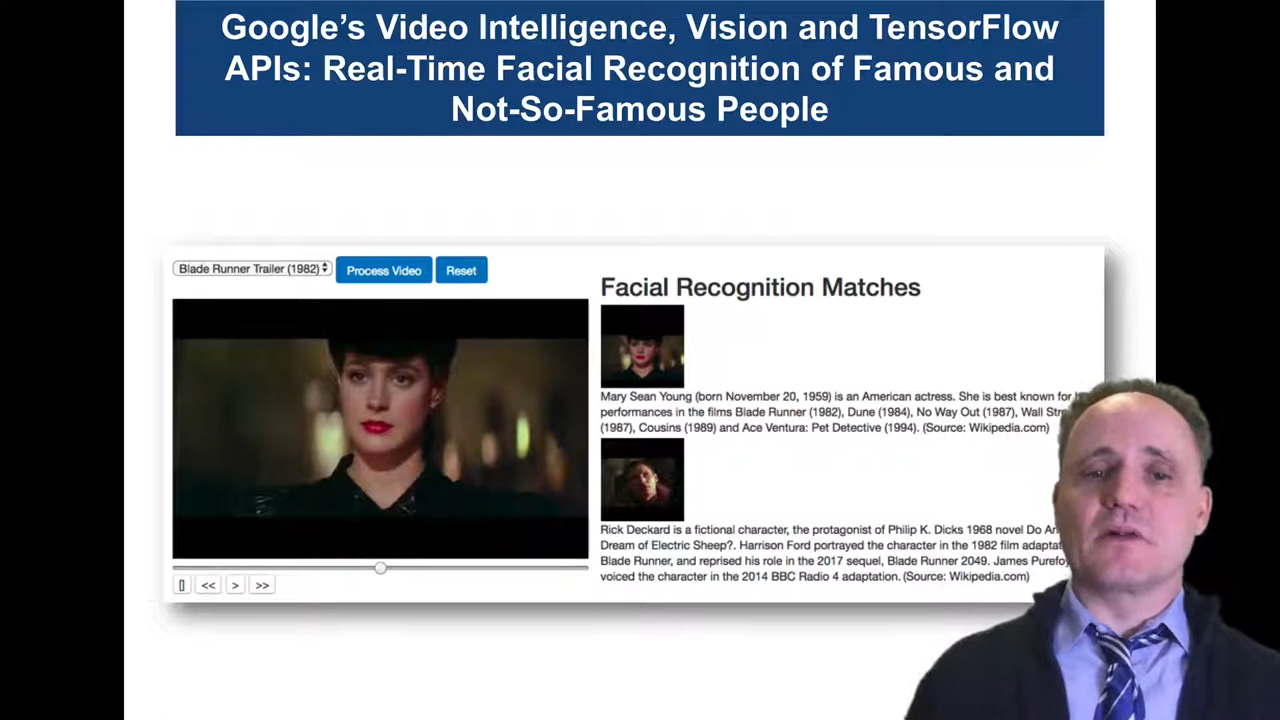 Google’s Video Intelligence, Vision and TensorFlow
APIs: Real-Time Facial Recognition of Famous and
Not-So-Famous People
Blade Runner Trailer (1982)
Process Video
Reset
Facial Recognition Matches
Mary Sean Young (born November 20, 1959) is an American actress. She is best known for
performances in the films Blade Runner (1982), Dune (1984), No Way Out (1987), Wall
(1987), Cousins (1989) and Ace Ventura: Pet Detective (1994). (Source: Wikipedia.com)
Rick Deckard is a fictional character, the protagonist of Philip K. Dicks 1968 novel Do
Dream of Electric Sheep?. Harrison Ford portrayed the character in the 1982 film
Blade Runner, and reprised his role in the 2017 sequel, Blade Runner 2049. James Purefoy
voiced the character in the 2014 BBC Radio 4 adaptation. (Source: Wikipedia.com)
[] << > >>